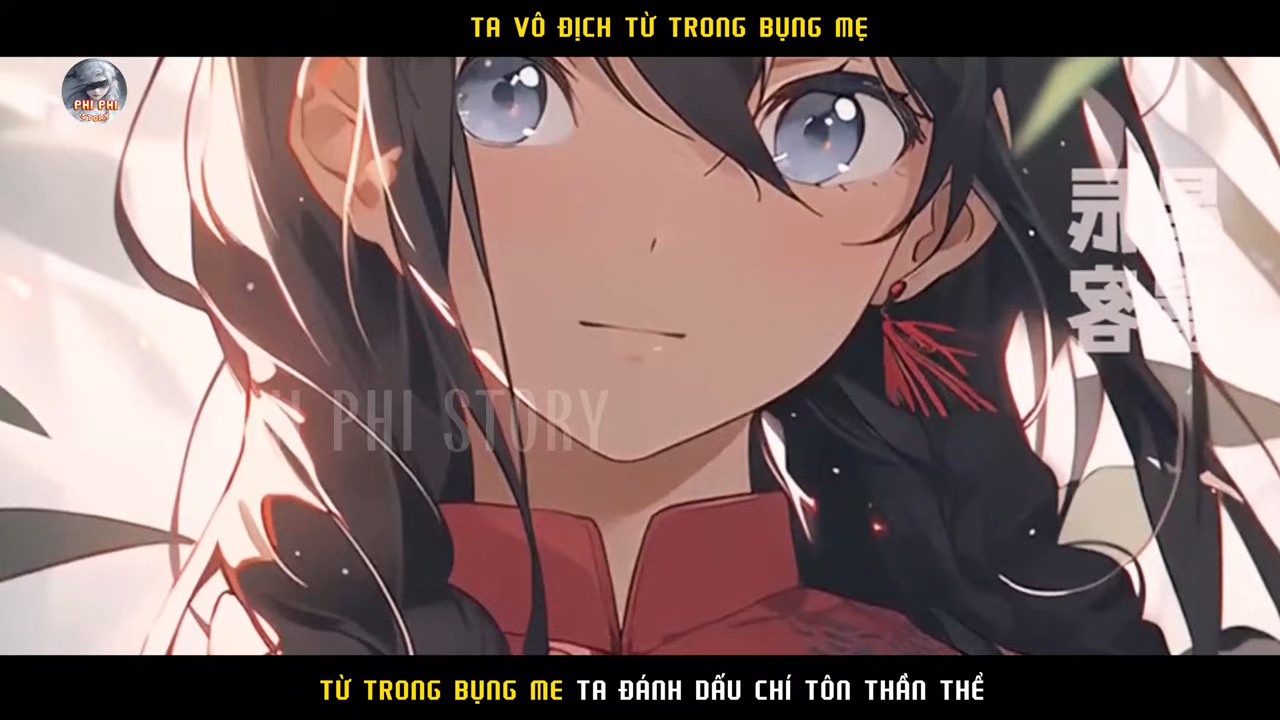 TA VÔ ĐỊCH TỪ TRONG BỤNG MẸ
PHI PHI
STORY
PHI STORY
TỪ TRONG BỤNG ME TA ĐÁNH DẤU CHÍ TÔN THẦN THỂ